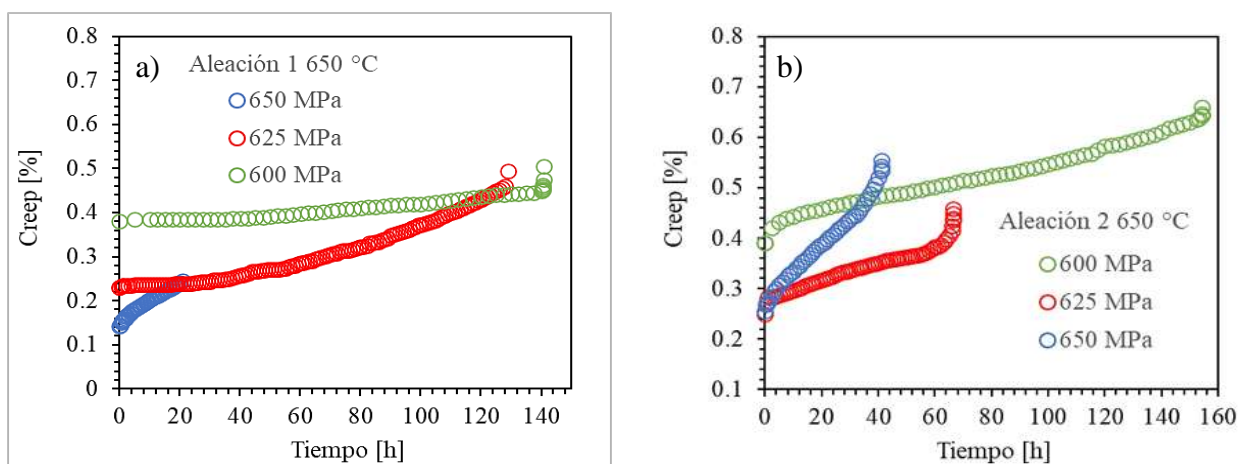 a)
Aleación 1 650 °C
650 MPa
625 MPa
600 MPa
0.8
0.7
0.6
0.5
0.4
0.3
0.2
0.1
0
Creep [%]
0 20 40 60 80 100 120 140
Tiempo [h]
b)
0.8
0.7
0.6
0.5
0.4
0.3
0.2
0.1
Creep [%]
Aleación 2 650 °C
600 MPa
625 MPa
650 MPa
0 20 40 60 80 100 120 140 160
Tiempo [h]